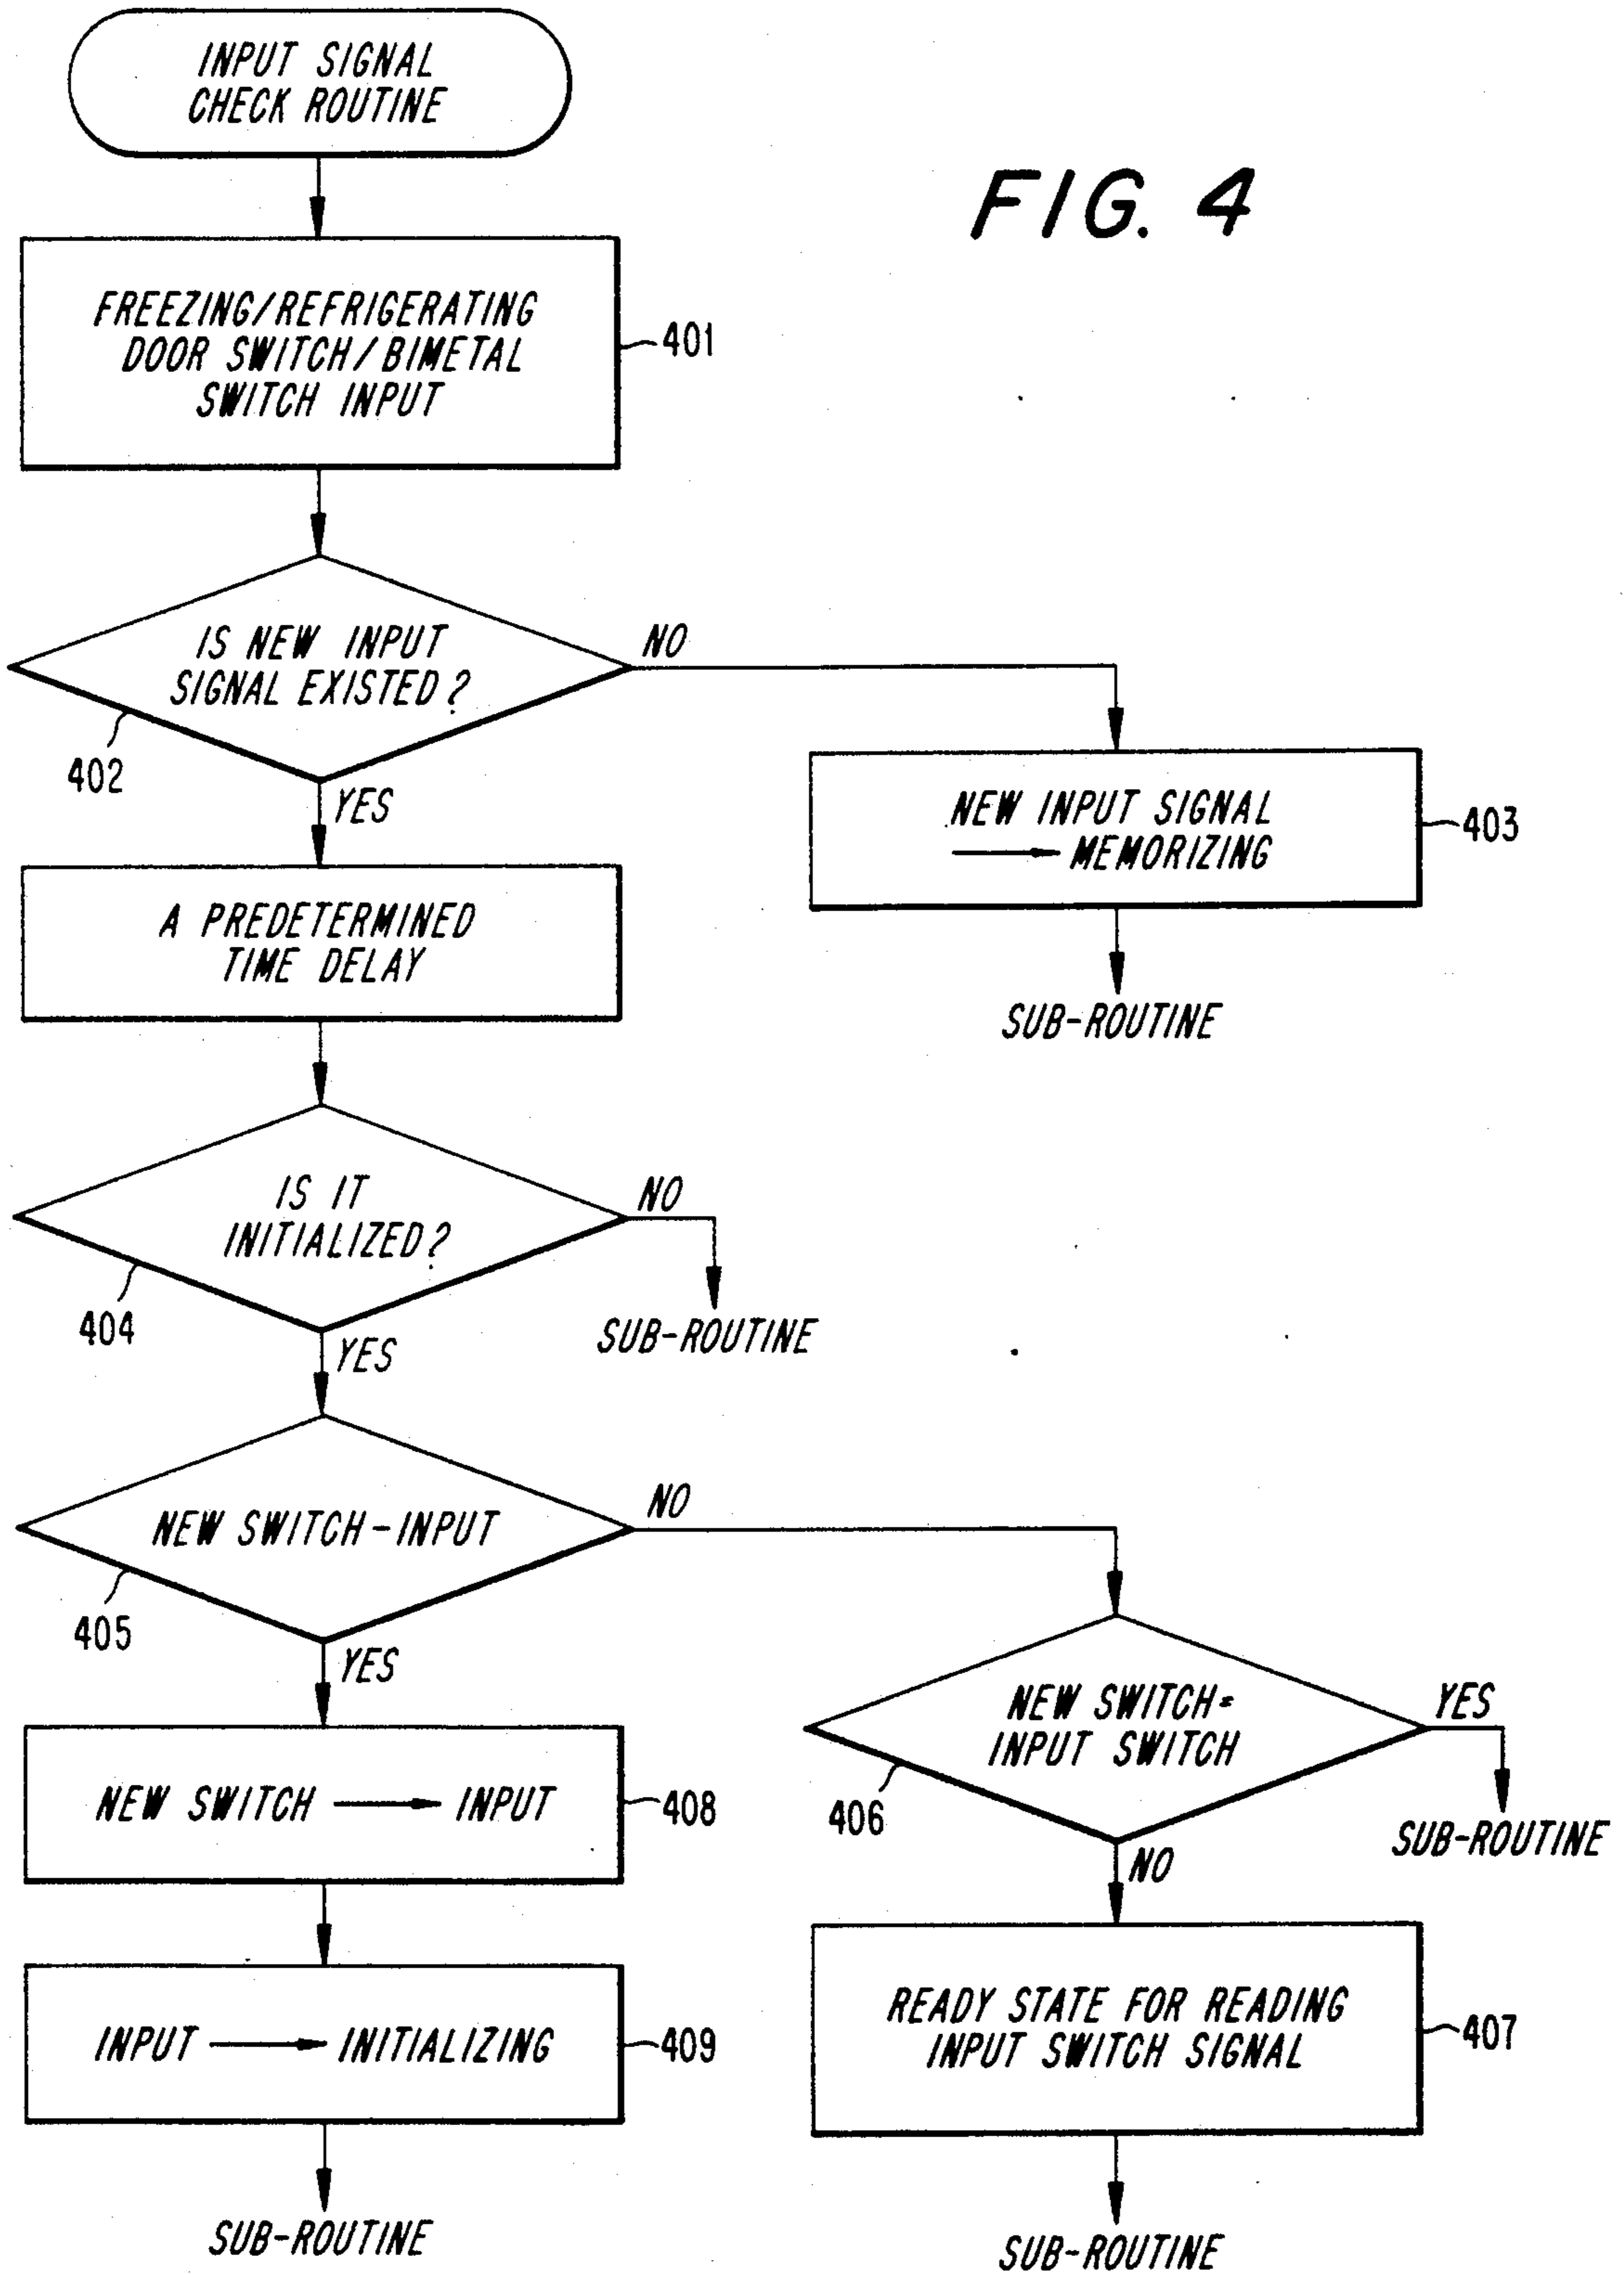 INPUT SIGNAL
CHECK ROUTINE
FIG. 4
FREEZING/REFRIGERATING
DOOR SWITCH/BIMETAL
SWITCH INPUT
401
IS NEW INPUT
SIGNAL EXISTED?
NO
402
YES
NEW INPUT SIGNAL
→ MEMORIZING
403
A PREDETERMINED
TIME DELAY
SUB-ROUTINE
IS IT
INITIALIZED?
NO
404
SUB-ROUTINE
YES
NEW SWITCH-INPUT
NO
405
YES
NEW SWITCH=
INPUT SWITCH
YES
406
SUB-ROUTINE
NO
NEW SWITCH → INPUT
408
INPUT → INITIALIZING
409
READY STATE FOR READING
INPUT SWITCH SIGNAL
407
SUB-ROUTINE
SUB-ROUTINE